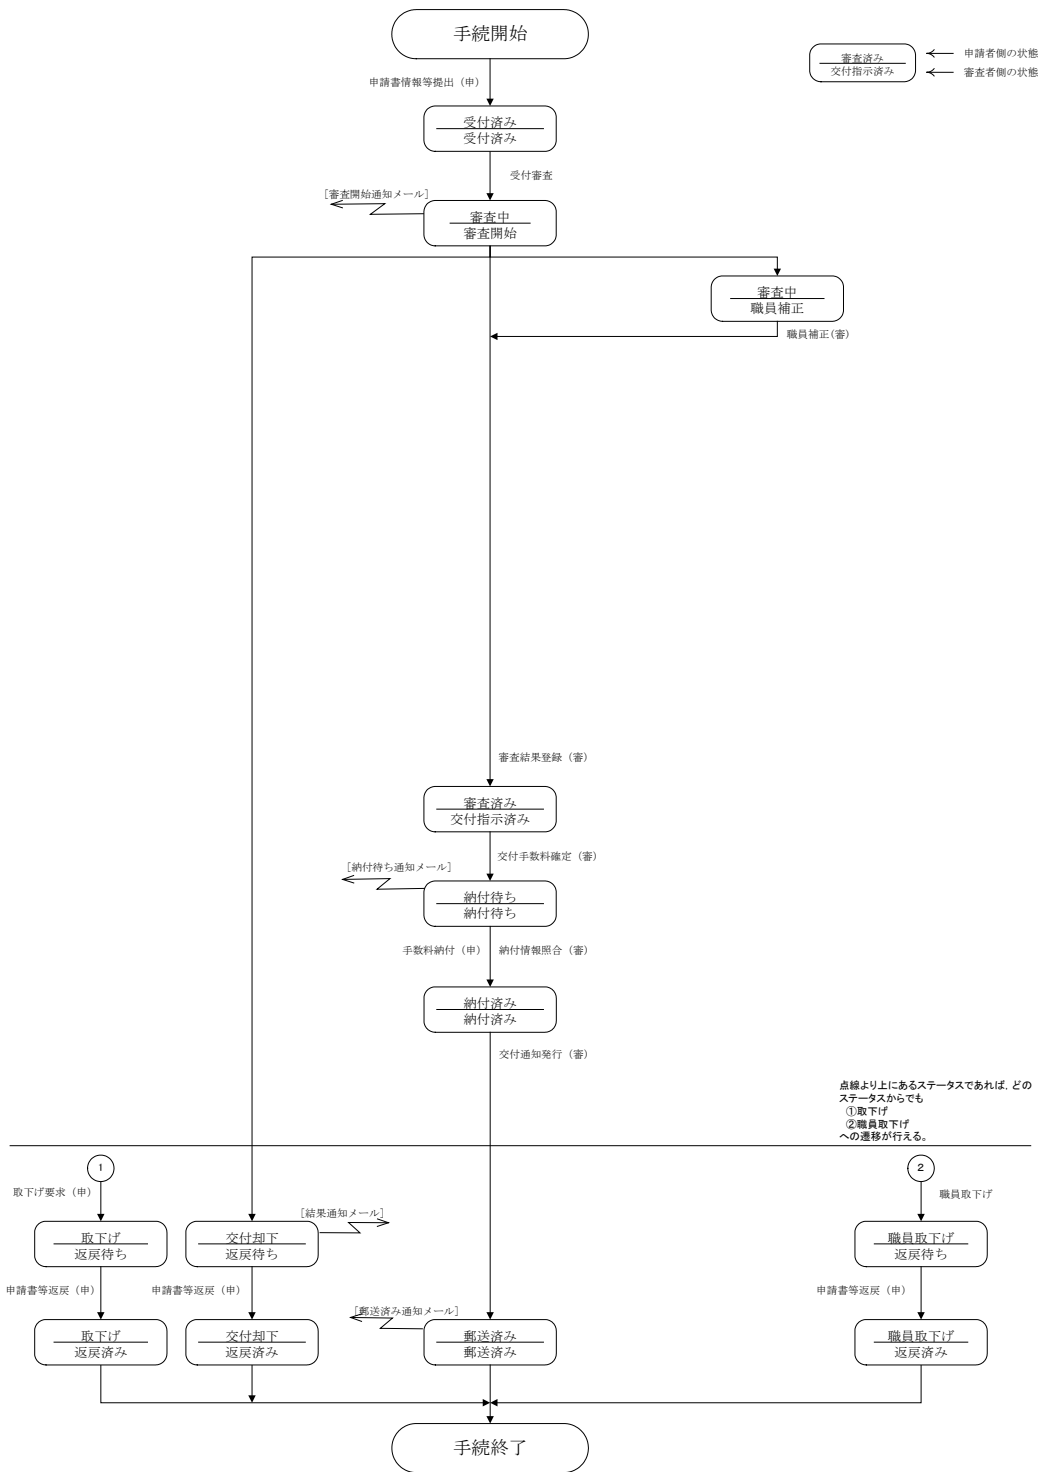 手続開始
審査済み
交付指示済み
申請者側の状態
審査者側の状態
申請書情報等提出（申）
受付済み
受付済み
受付審査
［審査開始通知メール］
審査中
審査開始
審査中
職員補正
職員補正(審)
審査結果登録（審）
審査済み
交付指示済み
交付手数料確定（審）
［納付待ち通知メール］
納付待ち
納付待ち
手数料納付（申）
納付情報照合（審）
納付済み
納付済み
交付通知発行（審）
点線より上にあるステータスであれば、どの
ステータスからでも
①取下げ
②職員取下げ
への遷移が行える。
1
2
取下げ要求（申）
職員取下げ
［結果通知メール］
取下げ
返戻待ち
交付却下
返戻待ち
職員取下げ
返戻待ち
申請書等返戻（申）
申請書等返戻（申）
申請書等返戻（申）
［郵送済み通知メール］
取下げ
返戻済み
交付却下
返戻済み
郵送済み
郵送済み
職員取下げ
返戻済み
手続終了